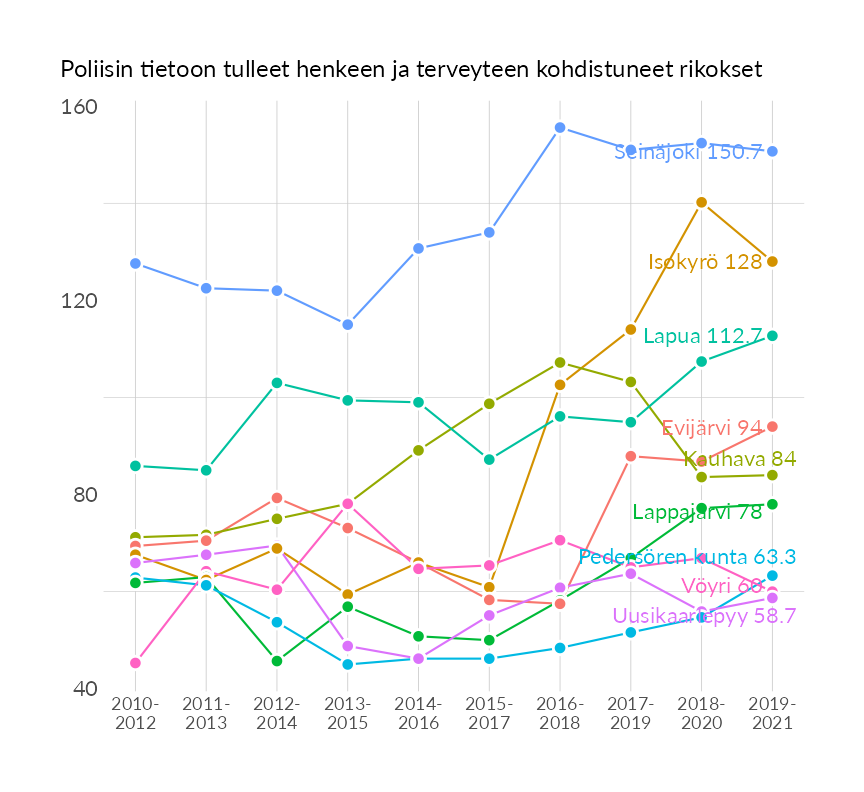 Poliisin tietoon tulleet henkeen ja terveyteen kohdistuneet rikokset
160
Seinäjoki 150.7
Isokyrö 128
120
Lapua 112.7
Evijärvi 94
Kauhava 84
80
Lappajärvi 78
Pedersören kunta 63.3
Vöyri 60
Uusikaarlepyy 58.7
40
2010-
2012
2011-
2013
2012-
2014
2013-
2015
2014-
2016
2015-
2017
2016-
2018
2017-
2019
2018-
2020
2019-
2021